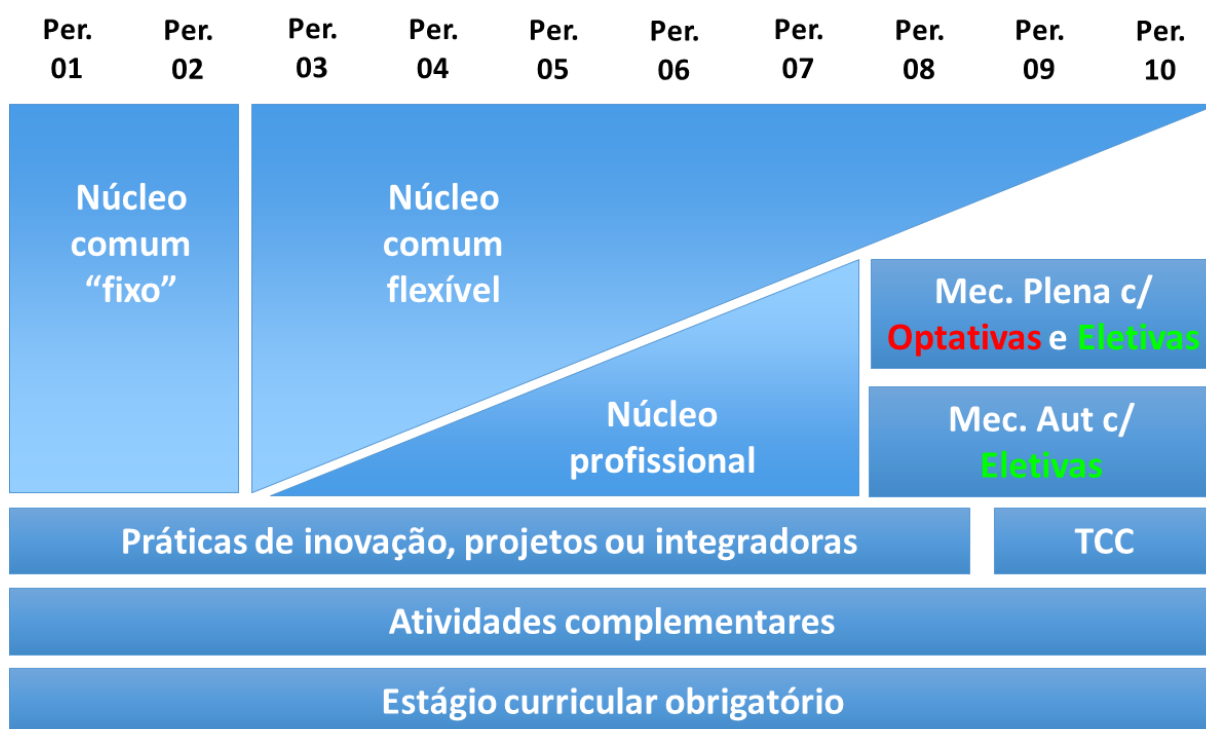 Per. Per. Per. Per. Per. Per. Per. Per. Per. Per.
01 02 03 04 05 06 07 08 09 10
Núcleo
comum
“fixo”
Núcleo
comum
flexível
Núcleo
profissional
Mec. Plena c/
Optativas e Eletivas
Mec. Aut c/
Eletivas
Práticas de inovação, projetos ou integradoras
TCC
Atividades complementares
Estágio curricular obrigatório